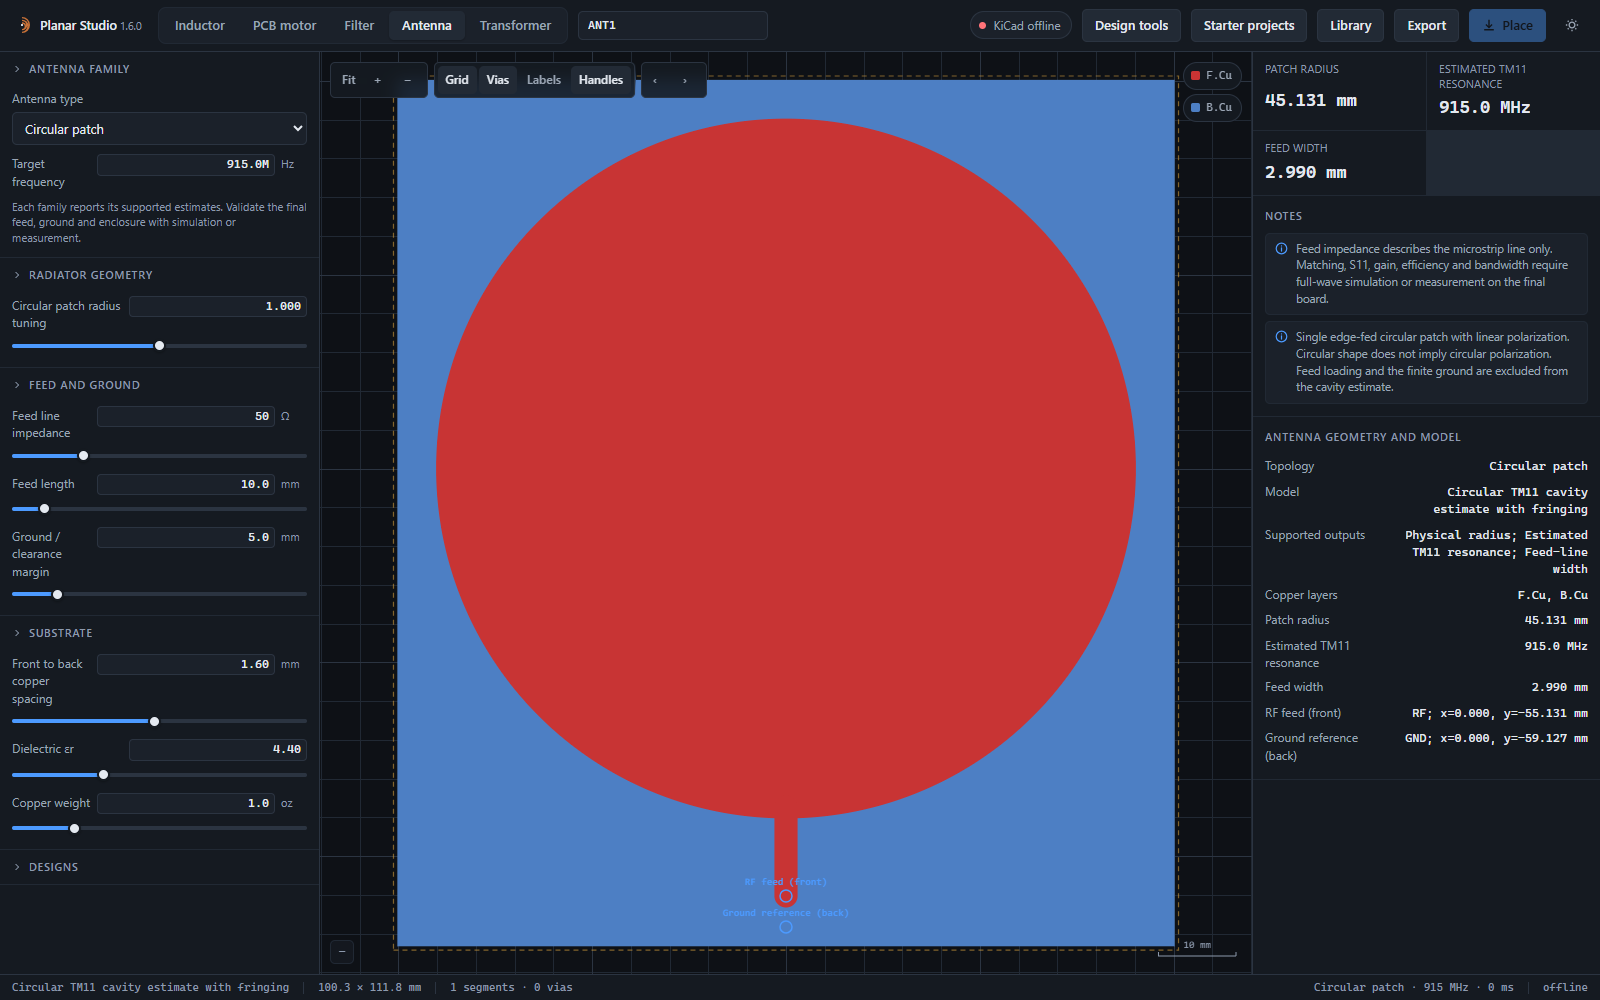 Planar Studio 1.6.0
Inductor
PCB motor
Filter
Antenna
Transformer
ANT1
KiCad offline
Design tools
Starter projects
Library
Export
Place
ANTENNA FAMILY
Antenna type
Circular patch
Target
frequency
915.0M Hz
Each family reports its supported estimates. Validate the final
feed, ground and enclosure with simulation or
measurement.
RADIATOR GEOMETRY
Circular patch radius
tuning
1.000
FEED AND GROUND
Feed line
impedance
50 Ω
Feed length 10.0 mm
Ground /
clearance
margin
5.0 mm
SUBSTRATE
Front to back
copper
spacing
1.60 mm
Dielectric εr 4.40
Copper weight 1.0 oz
DESIGNS
Fit + −
Grid Vias Labels Handles
‹ ›
F.Cu
B.Cu
RF feed (front)
Ground reference (back)
−
10 mm
PATCH RADIUS
45.131 mm
ESTIMATED TM11
RESONANCE
915.0 MHz
FEED WIDTH
2.990 mm
NOTES
Feed impedance describes the microstrip line only.
Matching, S11, gain, efficiency and bandwidth require
full-wave simulation or measurement on the final
board.
Single edge-fed circular patch with linear polarization.
Circular shape does not imply circular polarization.
Feed loading and the finite ground are excluded from
the cavity estimate.
ANTENNA GEOMETRY AND MODEL
Topology Circular patch
Model Circular TM11 cavity
estimate with fringing
Supported outputs Physical radius; Estimated
TM11 resonance; Feed-line
width
Copper layers F.Cu, B.Cu
Patch radius 45.131 mm
Estimated TM11
resonance
915.0 MHz
Feed width 2.990 mm
RF feed (front) RF; x=0.000, y=−55.131 mm
Ground reference
(back)
GND; x=0.000, y=−59.127 mm
Circular TM11 cavity estimate with fringing
100.3 × 111.8 mm
1 segments · 0 vias
Circular patch · 915 MHz · 0 ms
offline